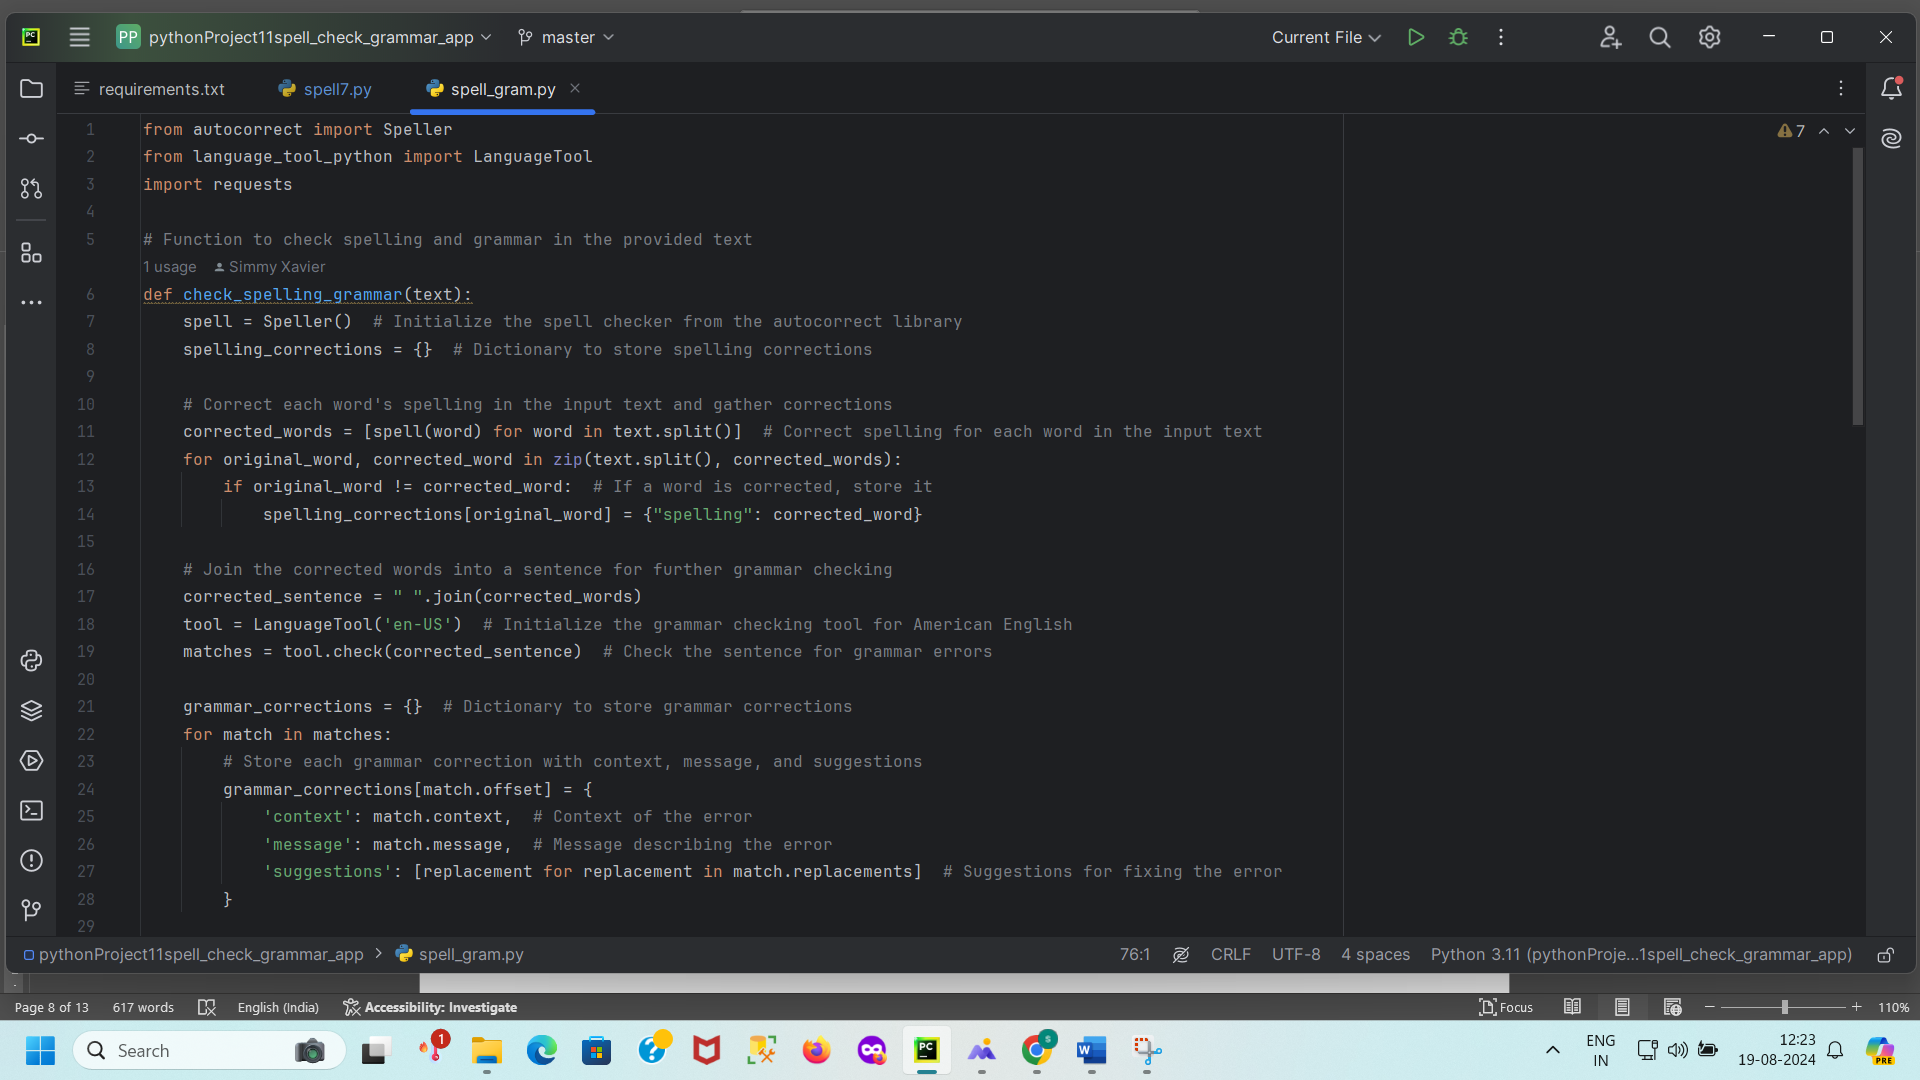 PC
PP pythonProject11spell_check_grammar_app master Current File
requirements.txt spell7.py spell_gram.py
7
1 from autocorrect import Speller
2 from language_tool_python import LanguageTool
3 import requests
4
5 # Function to check spelling and grammar in the provided text
1 usage Simmy Xavier
6 def check_spelling_grammar(text):
7 spell = Speller() # Initialize the spell checker from the autocorrect library
8 spelling_corrections = {} # Dictionary to store spelling corrections
9
10 # Correct each word's spelling in the input text and gather corrections
11 corrected_words = [spell(word) for word in text.split()] # Correct spelling for each word in the input text
12 for original_word, corrected_word in zip(text.split(), corrected_words):
13 if original_word != corrected_word: # If a word is corrected, store it
14 spelling_corrections[original_word] = {"spelling": corrected_word}
15
16 # Join the corrected words into a sentence for further grammar checking
17 corrected_sentence = " ".join(corrected_words)
18 tool = LanguageTool('en-US') # Initialize the grammar checking tool for American English
19 matches = tool.check(corrected_sentence) # Check the sentence for grammar errors
20
21 grammar_corrections = {} # Dictionary to store grammar corrections
22 for match in matches:
23 # Store each grammar correction with context, message, and suggestions
24 grammar_corrections[match.offset] = {
25 'context': match.context, # Context of the error
26 'message': match.message, # Message describing the error
27 'suggestions': [replacement for replacement in match.replacements] # Suggestions for fixing the error
28 }
29
pythonProject11spell_check_grammar_app > spell_gram.py 76:1 CRLF UTF-8 4 spaces Python 3.11 (pythonProje...1spell_check_grammar_app)
Page 8 of 13 617 words English (India) Accessibility: Investigate Focus 110%
Search 1 PC S W ENG 12:23
IN 19-08-2024 PRE